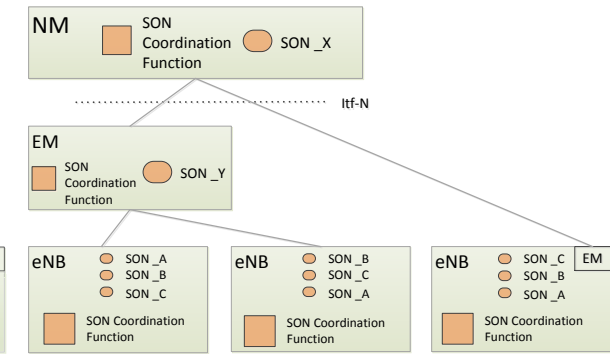 NM
SON
Coordination
Function
SON _X
Itf-N
EM
SON
Coordination
Function
SON _Y
eNB
SON _A
SON _B
SON _C
SON Coordination
Function
eNB
SON _B
SON _C
SON _A
SON Coordination
Function
eNB
SON _C
SON _B
SON _A
EM
SON Coordination
Function